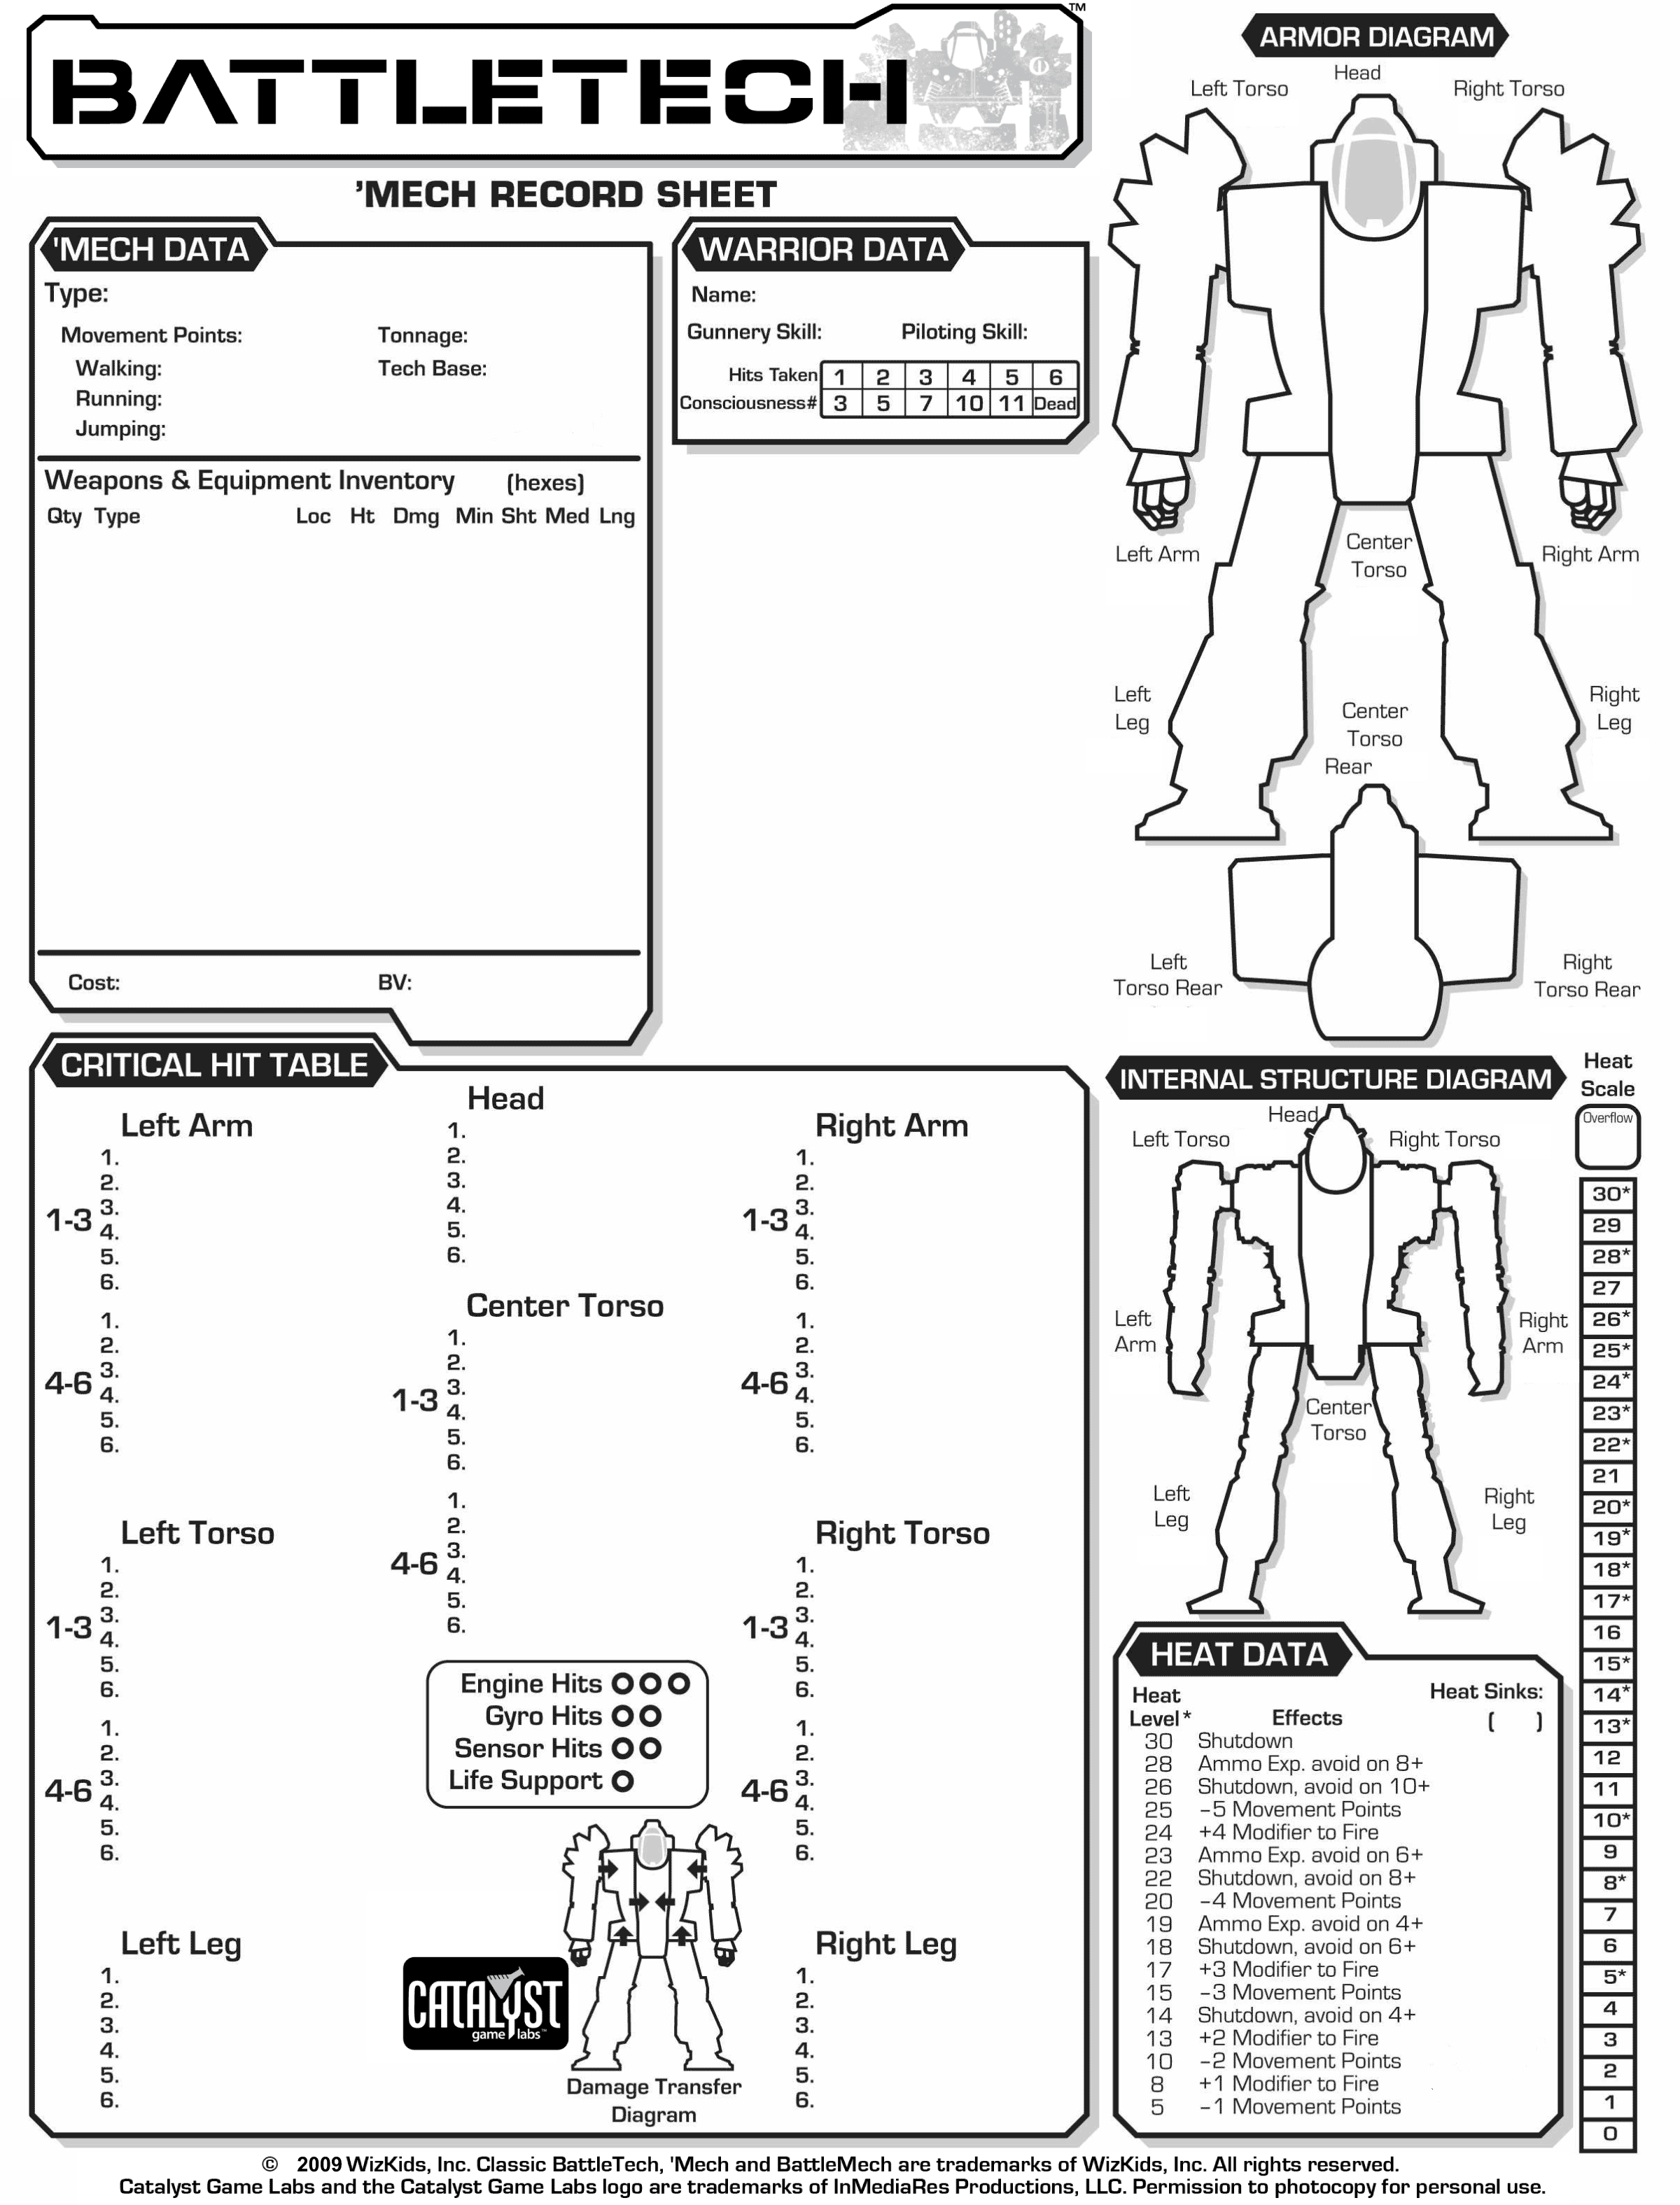 BATTLETECH
™
'MECH RECORD SHEET
'MECH DATA
Type:
Movement Points:
Tonnage:
Walking:
Tech Base:
Running:
Jumping:
Weapons & Equipment Inventory (hexes)
Qty Type Loc Ht Dmg Min Sht Med Lng
Cost: BV:
WARRIOR DATA
Name:
Gunnery Skill: Piloting Skill:
Hits Taken 1 2 3 4 5 6
Consciousness# 3 5 7 10 11 Dead
ARMOR DIAGRAM
Head
Left Torso
Right Torso
Left Arm
Center
Torso
Right Arm
Left
Leg
Right
Leg
Center
Torso
Rear
Left
Torso Rear
Right
Torso Rear
CRITICAL HIT TABLE
Left Arm
1-3
1.
2.
3.
4.
5.
6.
4-6
1.
2.
3.
4.
5.
6.
Left Torso
1-3
1.
2.
3.
4.
5.
6.
4-6
1.
2.
3.
4.
5.
6.
Left Leg
1.
2.
3.
4.
5.
6.
Head
1.
2.
3.
4.
5.
6.
Center Torso
1-3
1.
2.
3.
4.
5.
6.
4-6
1.
2.
3.
4.
5.
6.
Engine Hits
Gyro Hits
Sensor Hits
Life Support
CATALYST
game labs™
Damage Transfer
Diagram
Right Arm
1-3
1.
2.
3.
4.
5.
6.
4-6
1.
2.
3.
4.
5.
6.
Right Torso
1-3
1.
2.
3.
4.
5.
6.
4-6
1.
2.
3.
4.
5.
6.
Right Leg
1.
2.
3.
4.
5.
6.
INTERNAL STRUCTURE DIAGRAM
Head
Left Torso
Right Torso
Left
Arm
Right
Arm
Center
Torso
Left
Leg
Right
Leg
HEAT DATA
Heat
Level*
Effects
Heat Sinks:
( )
30 Shutdown
28 Ammo Exp. avoid on 8+
26 Shutdown, avoid on 10+
25 -5 Movement Points
24 +4 Modifier to Fire
23 Ammo Exp. avoid on 6+
22 Shutdown, avoid on 8+
20 -4 Movement Points
19 Ammo Exp. avoid on 4+
18 Shutdown, avoid on 6+
17 +3 Modifier to Fire
15 -3 Movement Points
14 Shutdown, avoid on 4+
13 +2 Modifier to Fire
10 -2 Movement Points
8 +1 Modifier to Fire
5 -1 Movement Points
Heat
Scale
Overflow
30*
29
28*
27
26*
25*
24*
23*
22*
21
20*
19*
18*
17*
16
15*
14*
13*
12
11
10*
9
8*
7
6
5*
4
3
2
1
0
© 2009 WizKids, Inc. Classic BattleTech, 'Mech and BattleMech are trademarks of WizKids, Inc. All rights reserved.
Catalyst Game Labs and the Catalyst Game Labs logo are trademarks of InMediaRes Productions, LLC. Permission to photocopy for personal use.